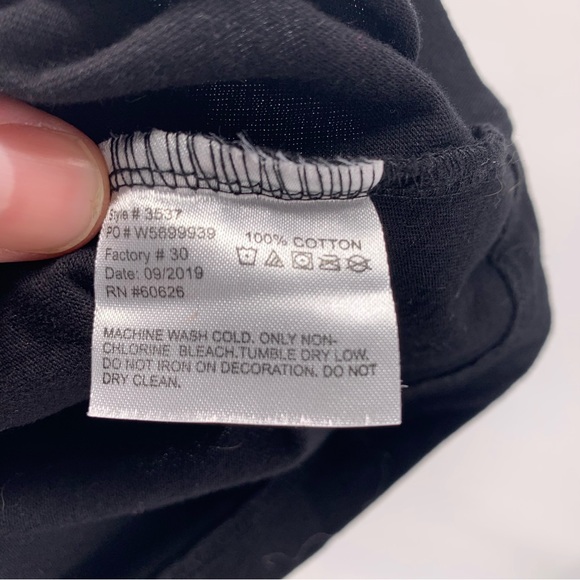 Style # 3537
PO # W5699939
Factory # 30
Date: 09/2019
RN #60626
100% COTTON
MACHINE WASH COLD. ONLY NON-
CHLORINE BLEACH.TUMBLE DRY LOW.
DO NOT IRON ON DECORATION. DO NOT
DRY CLEAN.